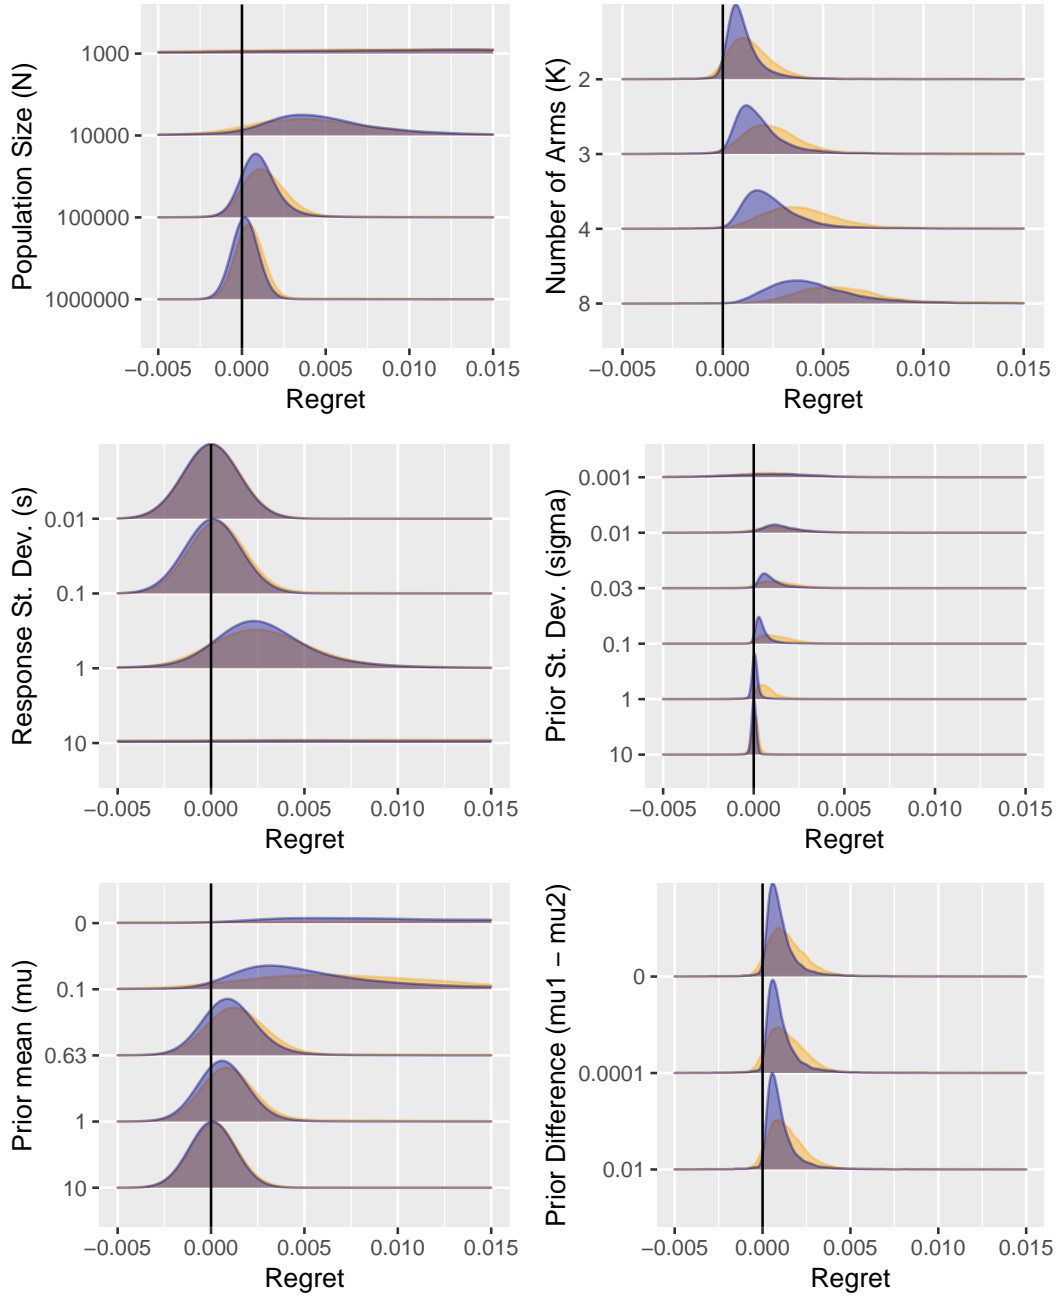 Population Size (N)
1000
10000
100000
1000000
−0.005 0.000 0.005 0.010 0.015
Regret
Number of Arms (K)
2
3
4
8
−0.005 0.000 0.005 0.010 0.015
Regret
Response St. Dev. (s)
0.01
0.1
1
10
−0.005 0.000 0.005 0.010 0.015
Regret
Prior St. Dev. (sigma)
0.001
0.01
0.03
0.1
1
10
−0.005 0.000 0.005 0.010 0.015
Regret
Prior mean (mu)
0
0.1
0.63
1
10
−0.005 0.000 0.005 0.010 0.015
Regret
Prior Difference (mu1 − mu2)
0
0.0001
0.01
−0.005 0.000 0.005 0.010 0.015
Regret